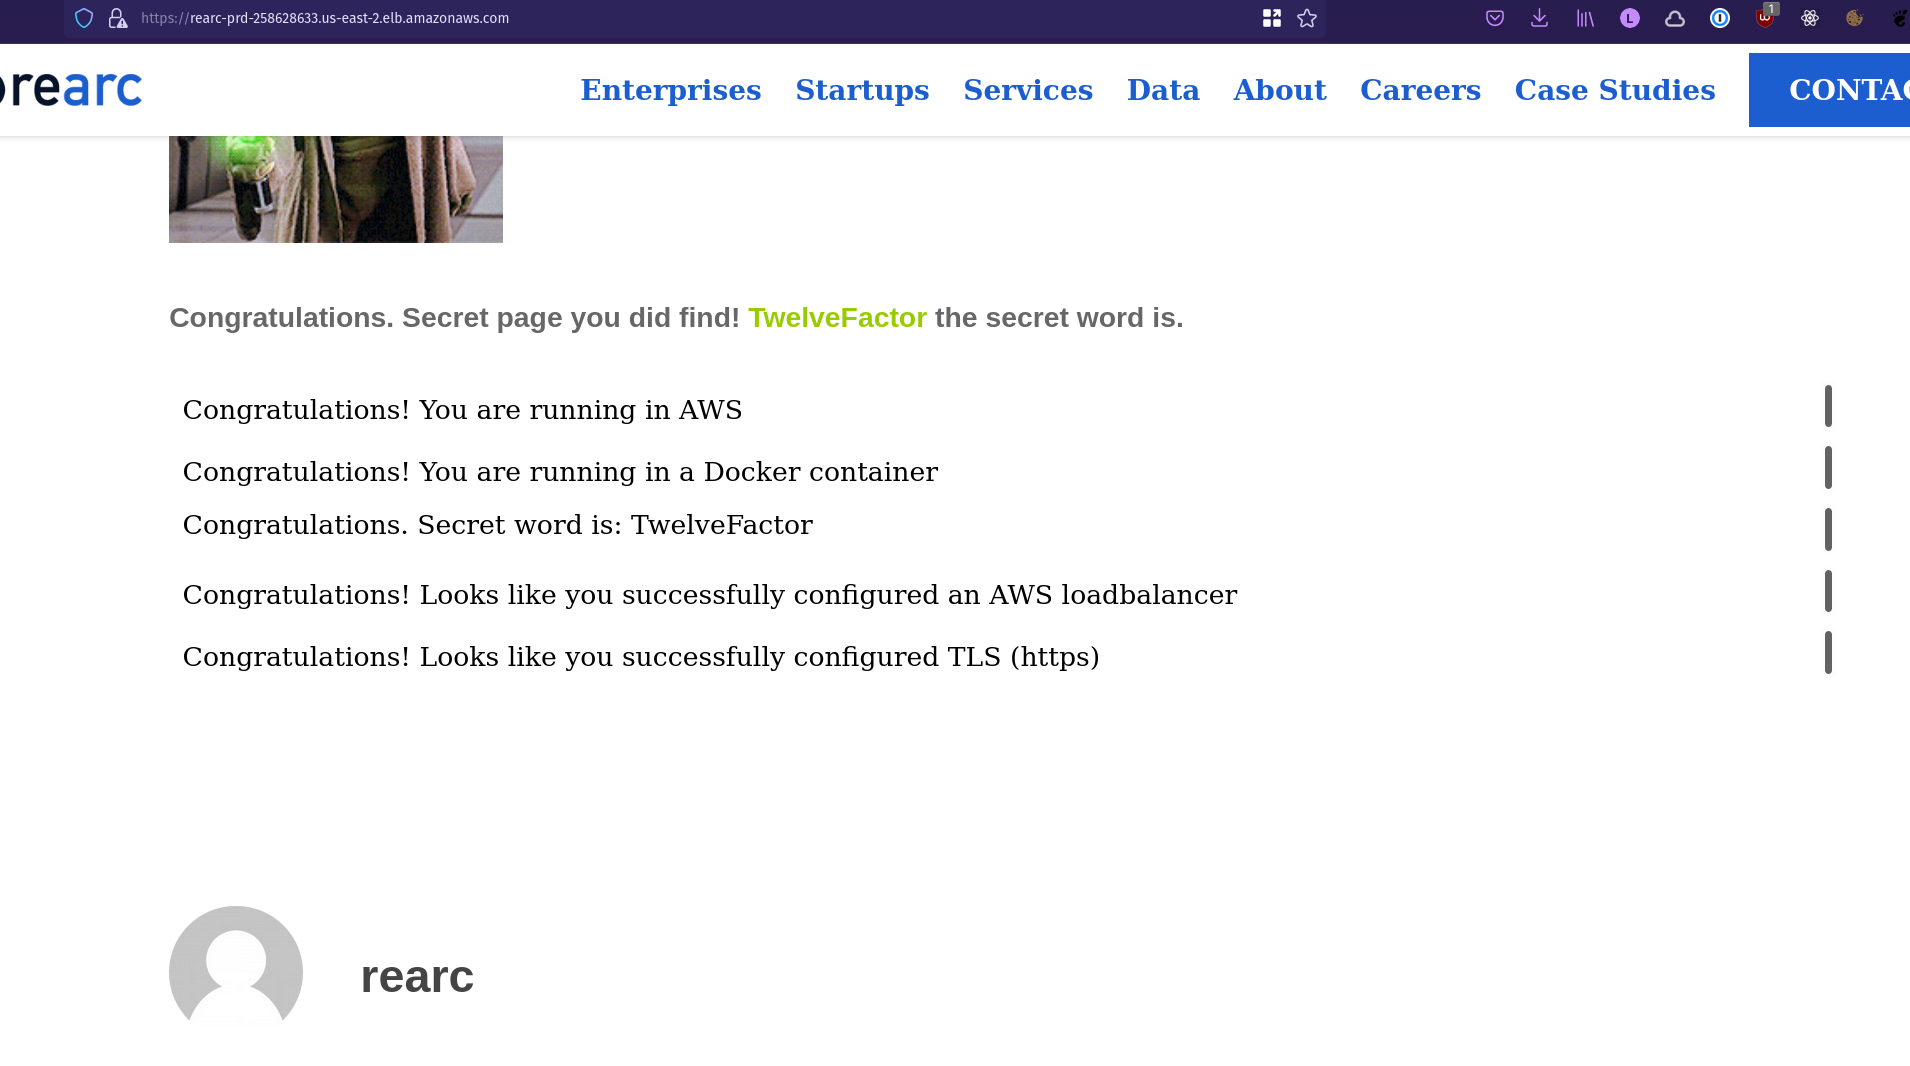 https://rearc-prd-258628633.us-east-2.elb.amazonaws.com
L
1
rearc
Enterprises Startups Services Data About Careers Case Studies CONTAC
Congratulations. Secret page you did find! TwelveFactor the secret word is.
Congratulations! You are running in AWS
Congratulations! You are running in a Docker container
Congratulations. Secret word is: TwelveFactor
Congratulations! Looks like you successfully configured an AWS loadbalancer
Congratulations! Looks like you successfully configured TLS (https)
rearc